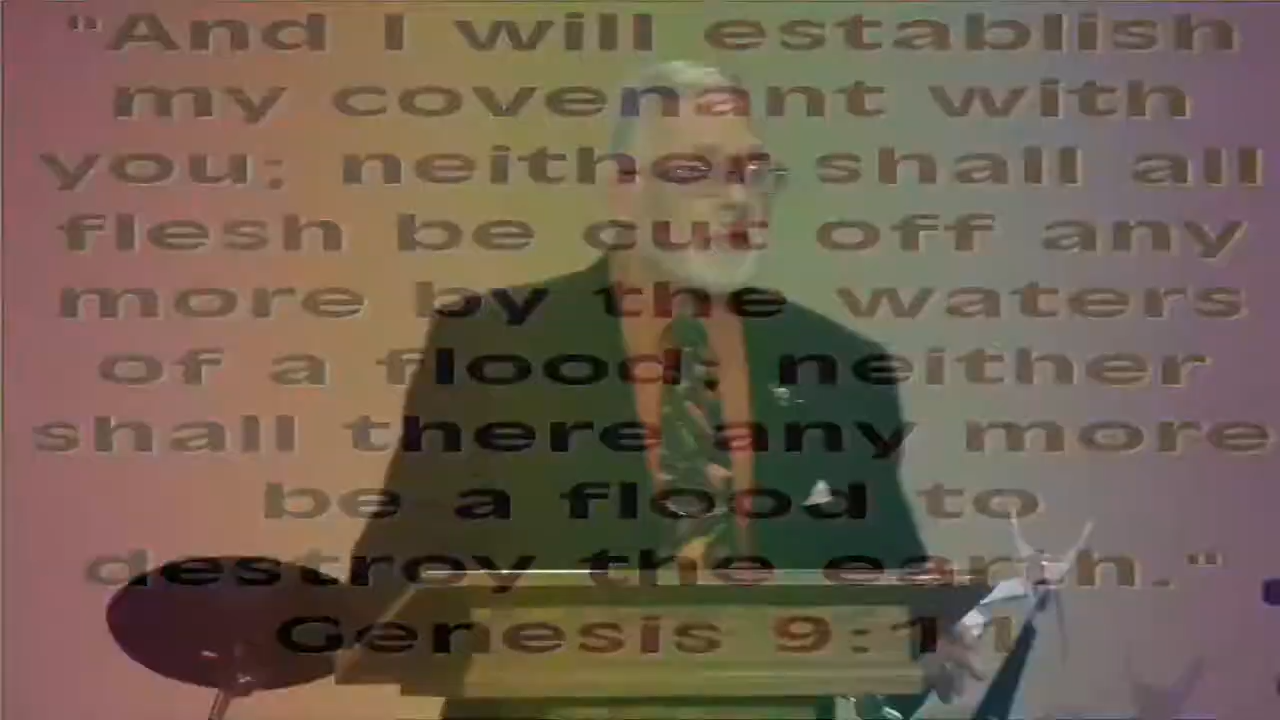 "And I will establish
my covenant with
you; neither shall all
flesh be cut off any
more by the waters
of a flood; neither
shall there any more
be a flood to
destroy the earth."
Genesis 9:11